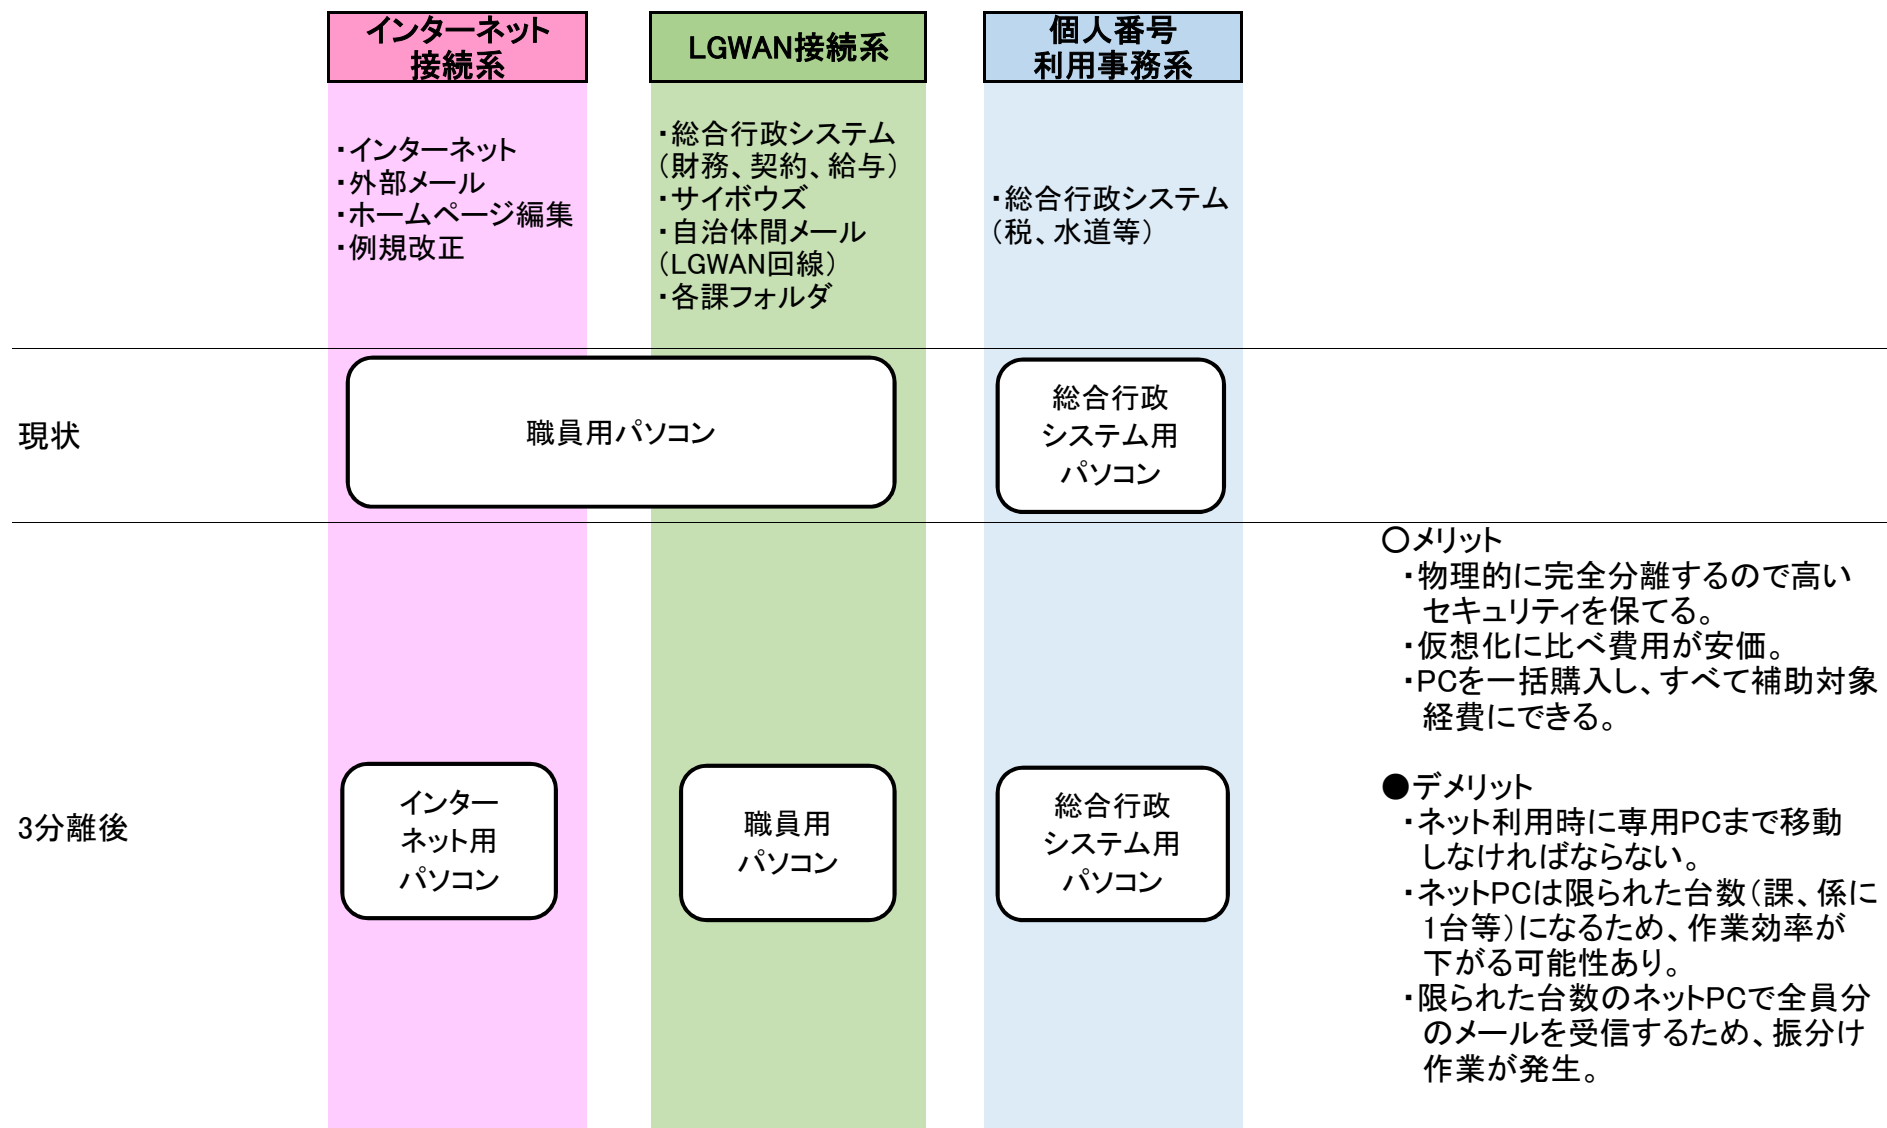 インターネット
接続系
LGWAN接続系
個人番号
利用事務系
・インターネット
・外部メール
・ホームページ編集
・例規改正
・総合行政システム
（財務、契約、給与）
・サイボウズ
・自治体間メール
（LGWAN回線）
・各課フォルダ
・総合行政システム
（税、水道等）
現状
職員用パソコン
総合行政
システム用
パソコン
3分離後
インター
ネット用
パソコン
職員用
パソコン
総合行政
システム用
パソコン
○メリット
・物理的に完全分離するので高い
セキュリティを保てる。
・仮想化に比べ費用が安価。
・PCを一括購入し、すべて補助対象
経費にできる。
●デメリット
・ネット利用時に専用PCまで移動
しなければならない。
・ネットPCは限られた台数（課、係に
1台等）になるため、作業効率が
下がる可能性あり。
・限られた台数のネットPCで全員分
のメールを受信するため、振分け
作業が発生。